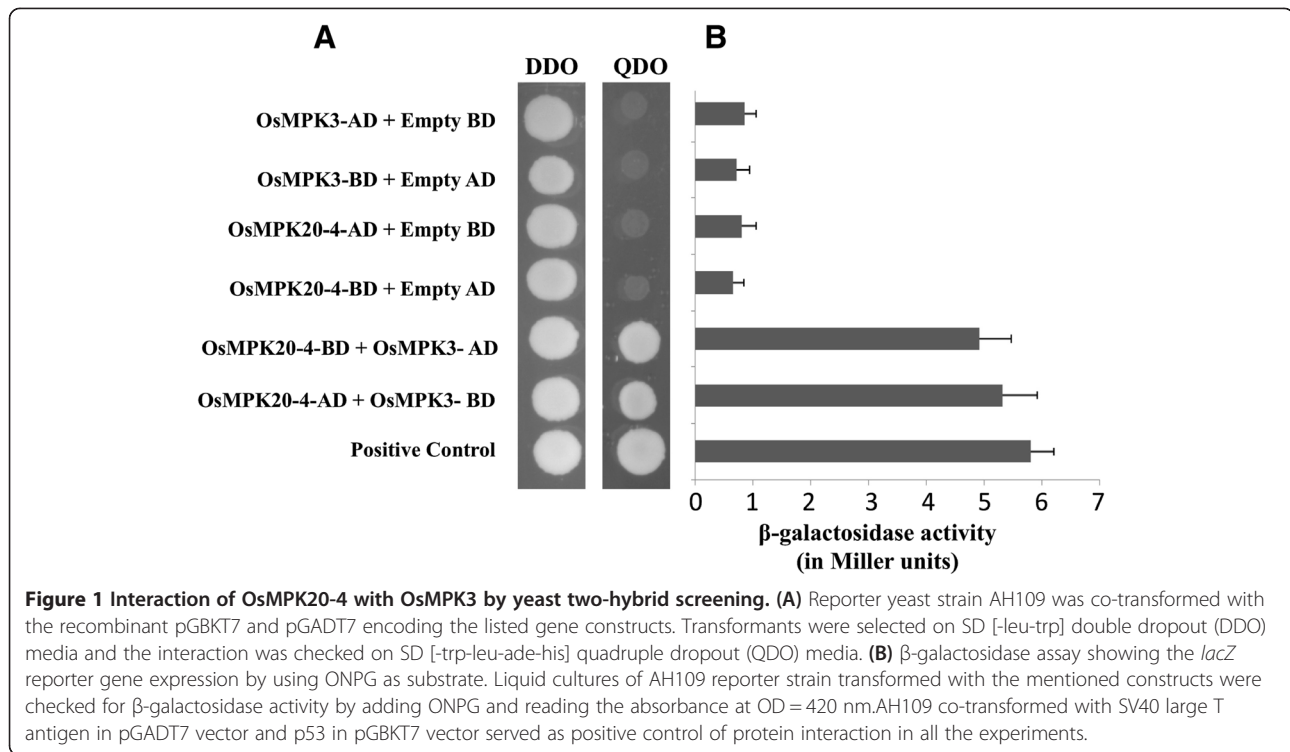 A
B
DDO QDO
OsMPK3-AD + Empty BD
OsMPK3-BD + Empty AD
OsMPK20-4-AD + Empty BD
OsMPK20-4-BD + Empty AD
OsMPK20-4-BD + OsMPK3- AD
OsMPK20-4-AD + OsMPK3- BD
Positive Control
0 1 2 3 4 5 6 7
β-galactosidase activity
(in Miller units)
Figure 1 Interaction of OsMPK20-4 with OsMPK3 by yeast two-hybrid screening. (A) Reporter yeast strain AH109 was co-transformed with
the recombinant pGBKT7 and pGADT7 encoding the listed gene constructs. Transformants were selected on SD [-leu-trp] double dropout (DDO)
media and the interaction was checked on SD [-trp-leu-ade-his] quadruple dropout (QDO) media. (B) β-galactosidase assay showing the lacZ
reporter gene expression by using ONPG as substrate. Liquid cultures of AH109 reporter strain transformed with the mentioned constructs were
checked for β-galactosidase activity by adding ONPG and reading the absorbance at OD = 420 nm.AH109 co-transformed with SV40 large T
antigen in pGADT7 vector and p53 in pGBKT7 vector served as positive control of protein interaction in all the experiments.